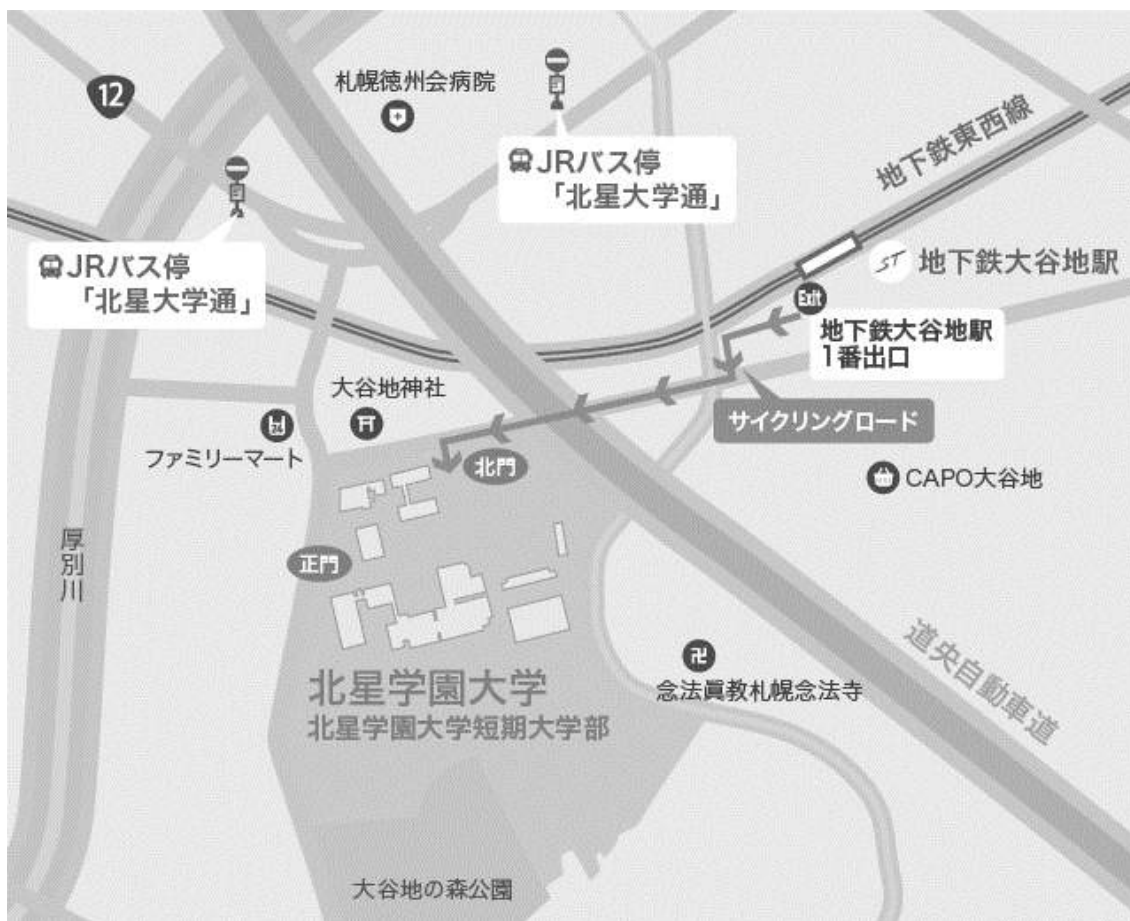 12
札幌徳州会病院
JRバス停
「北星大学通」
地下鉄東西線
JRバス停
「北星大学通」
ST
地下鉄大谷地駅
Exit
地下鉄大谷地駅
1番出口
大谷地神社
サイクリングロード
24
ファミリーマート
北門
CAPO大谷地
厚別川
正門
道央自動車道
北星学園大学
北星学園大学短期大学部
卍
念法眞教札幌念法寺
大谷地の森公園